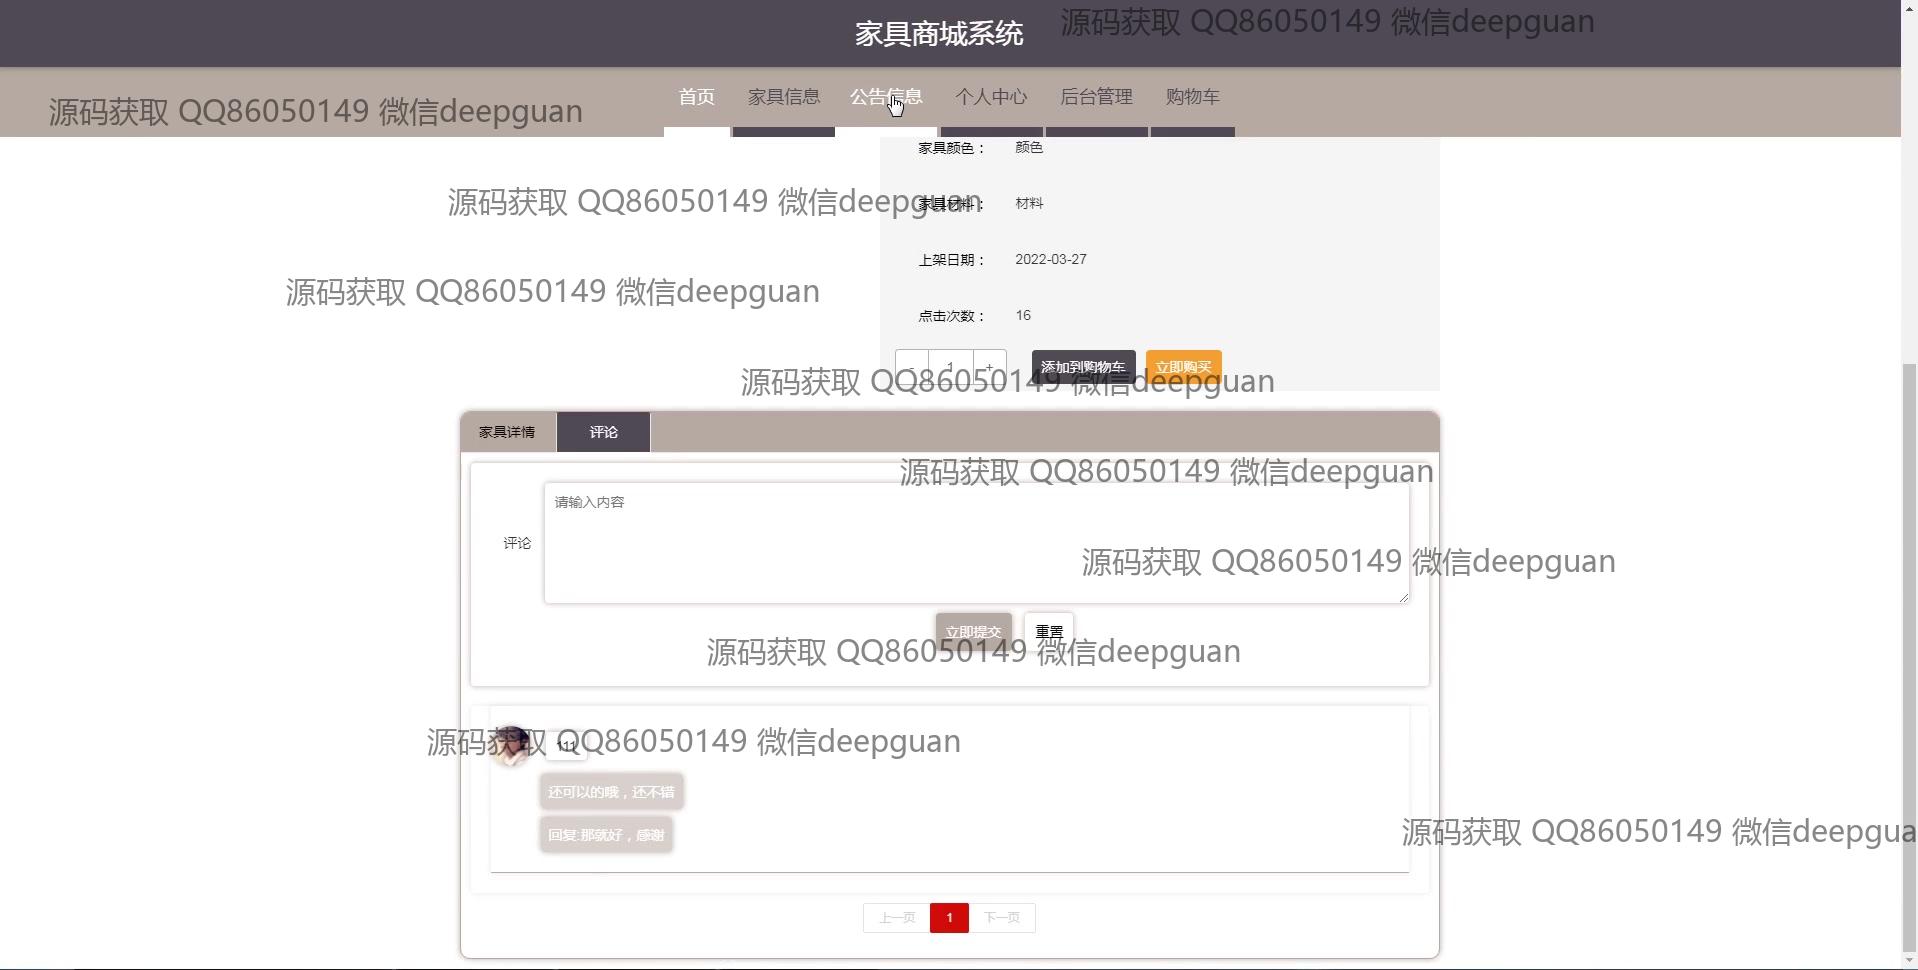 家具商城系统
源码获取 QQ86050149 微信deepguan
首页 家具信息 公告信息 个人中心 后台管理 购物车
源码获取 QQ86050149 微信deepguan
家具颜色： 颜色
源码获取 QQ86050149 微信deepguan
家具材料： 材料
上架日期： 2022-03-27
源码获取 QQ86050149 微信deepguan
点击次数： 16
- 1 + 添加到购物车 立即购买
源码获取 QQ86050149 微信deepguan
家具详情 评论
源码获取 QQ86050149 微信deepguan
请输入内容
评论
源码获取 QQ86050149 微信deepguan
立即提交 重置
源码获取 QQ86050149 微信deepguan
111
源码获取 QQ86050149 微信deepguan
还可以的哦，还不错
回复:那就好，感谢
源码获取 QQ86050149 微信deepgua
上一页 1 下一页